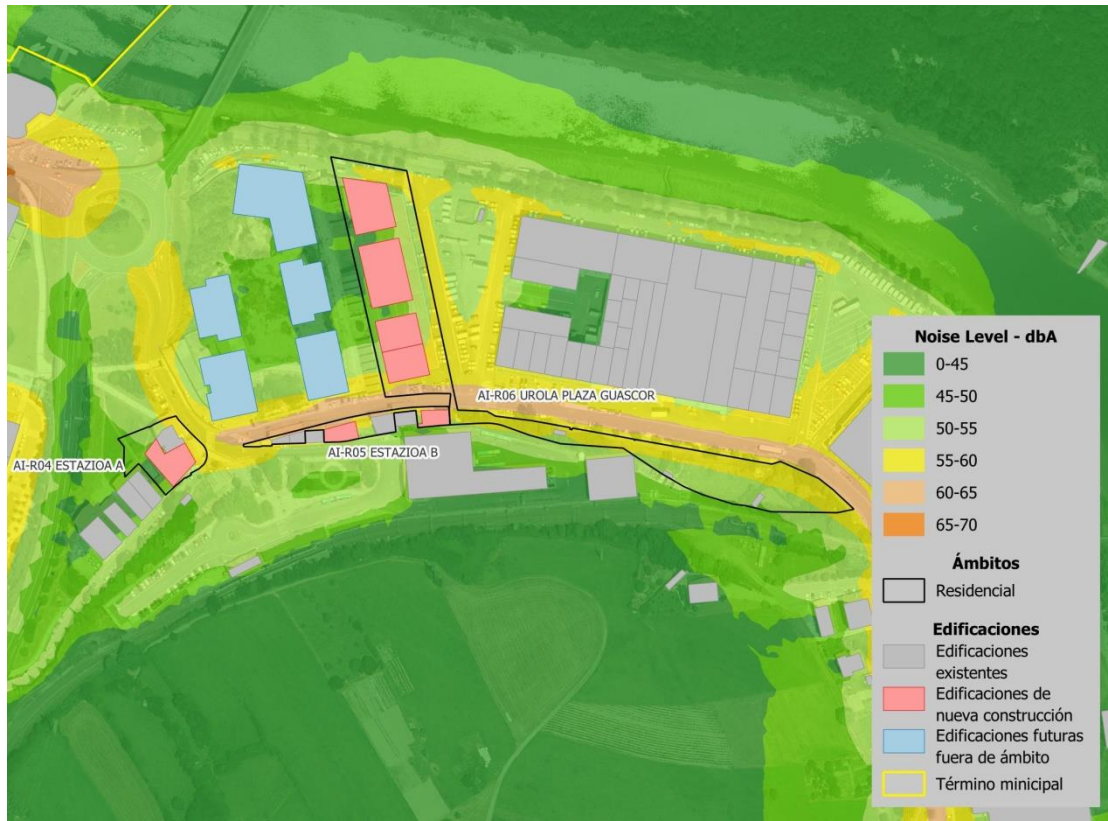 AI-R06 UROLA PLAZA GUASCOR
AI-R05 ESTAZIOA B
AI-R04 ESTAZIOA A
Noise Level - dbA
0-45
45-50
50-55
55-60
60-65
65-70
Ámbitos
Residencial
Edificaciones
Edificaciones
existentes
Edificaciones de
nueva construcción
Edificaciones futuras
fuera de ámbito
Término minicipal